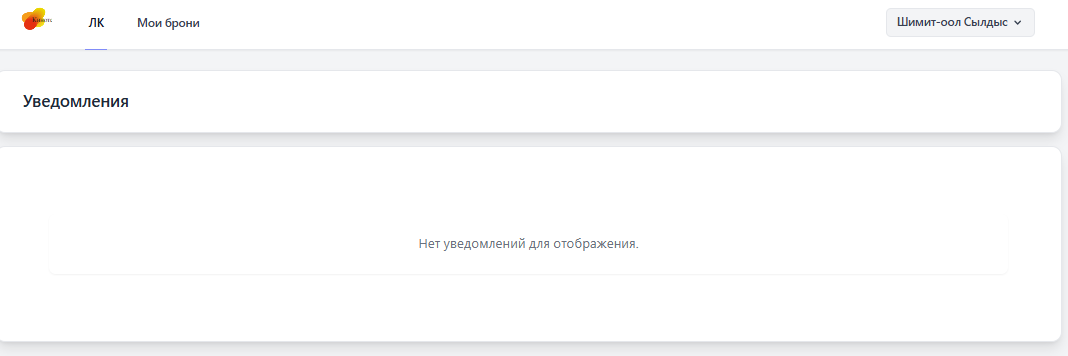 ЛК
Мои брони
Шимит-оол Сылдыс
Уведомления
Нет уведомлений для отображения.